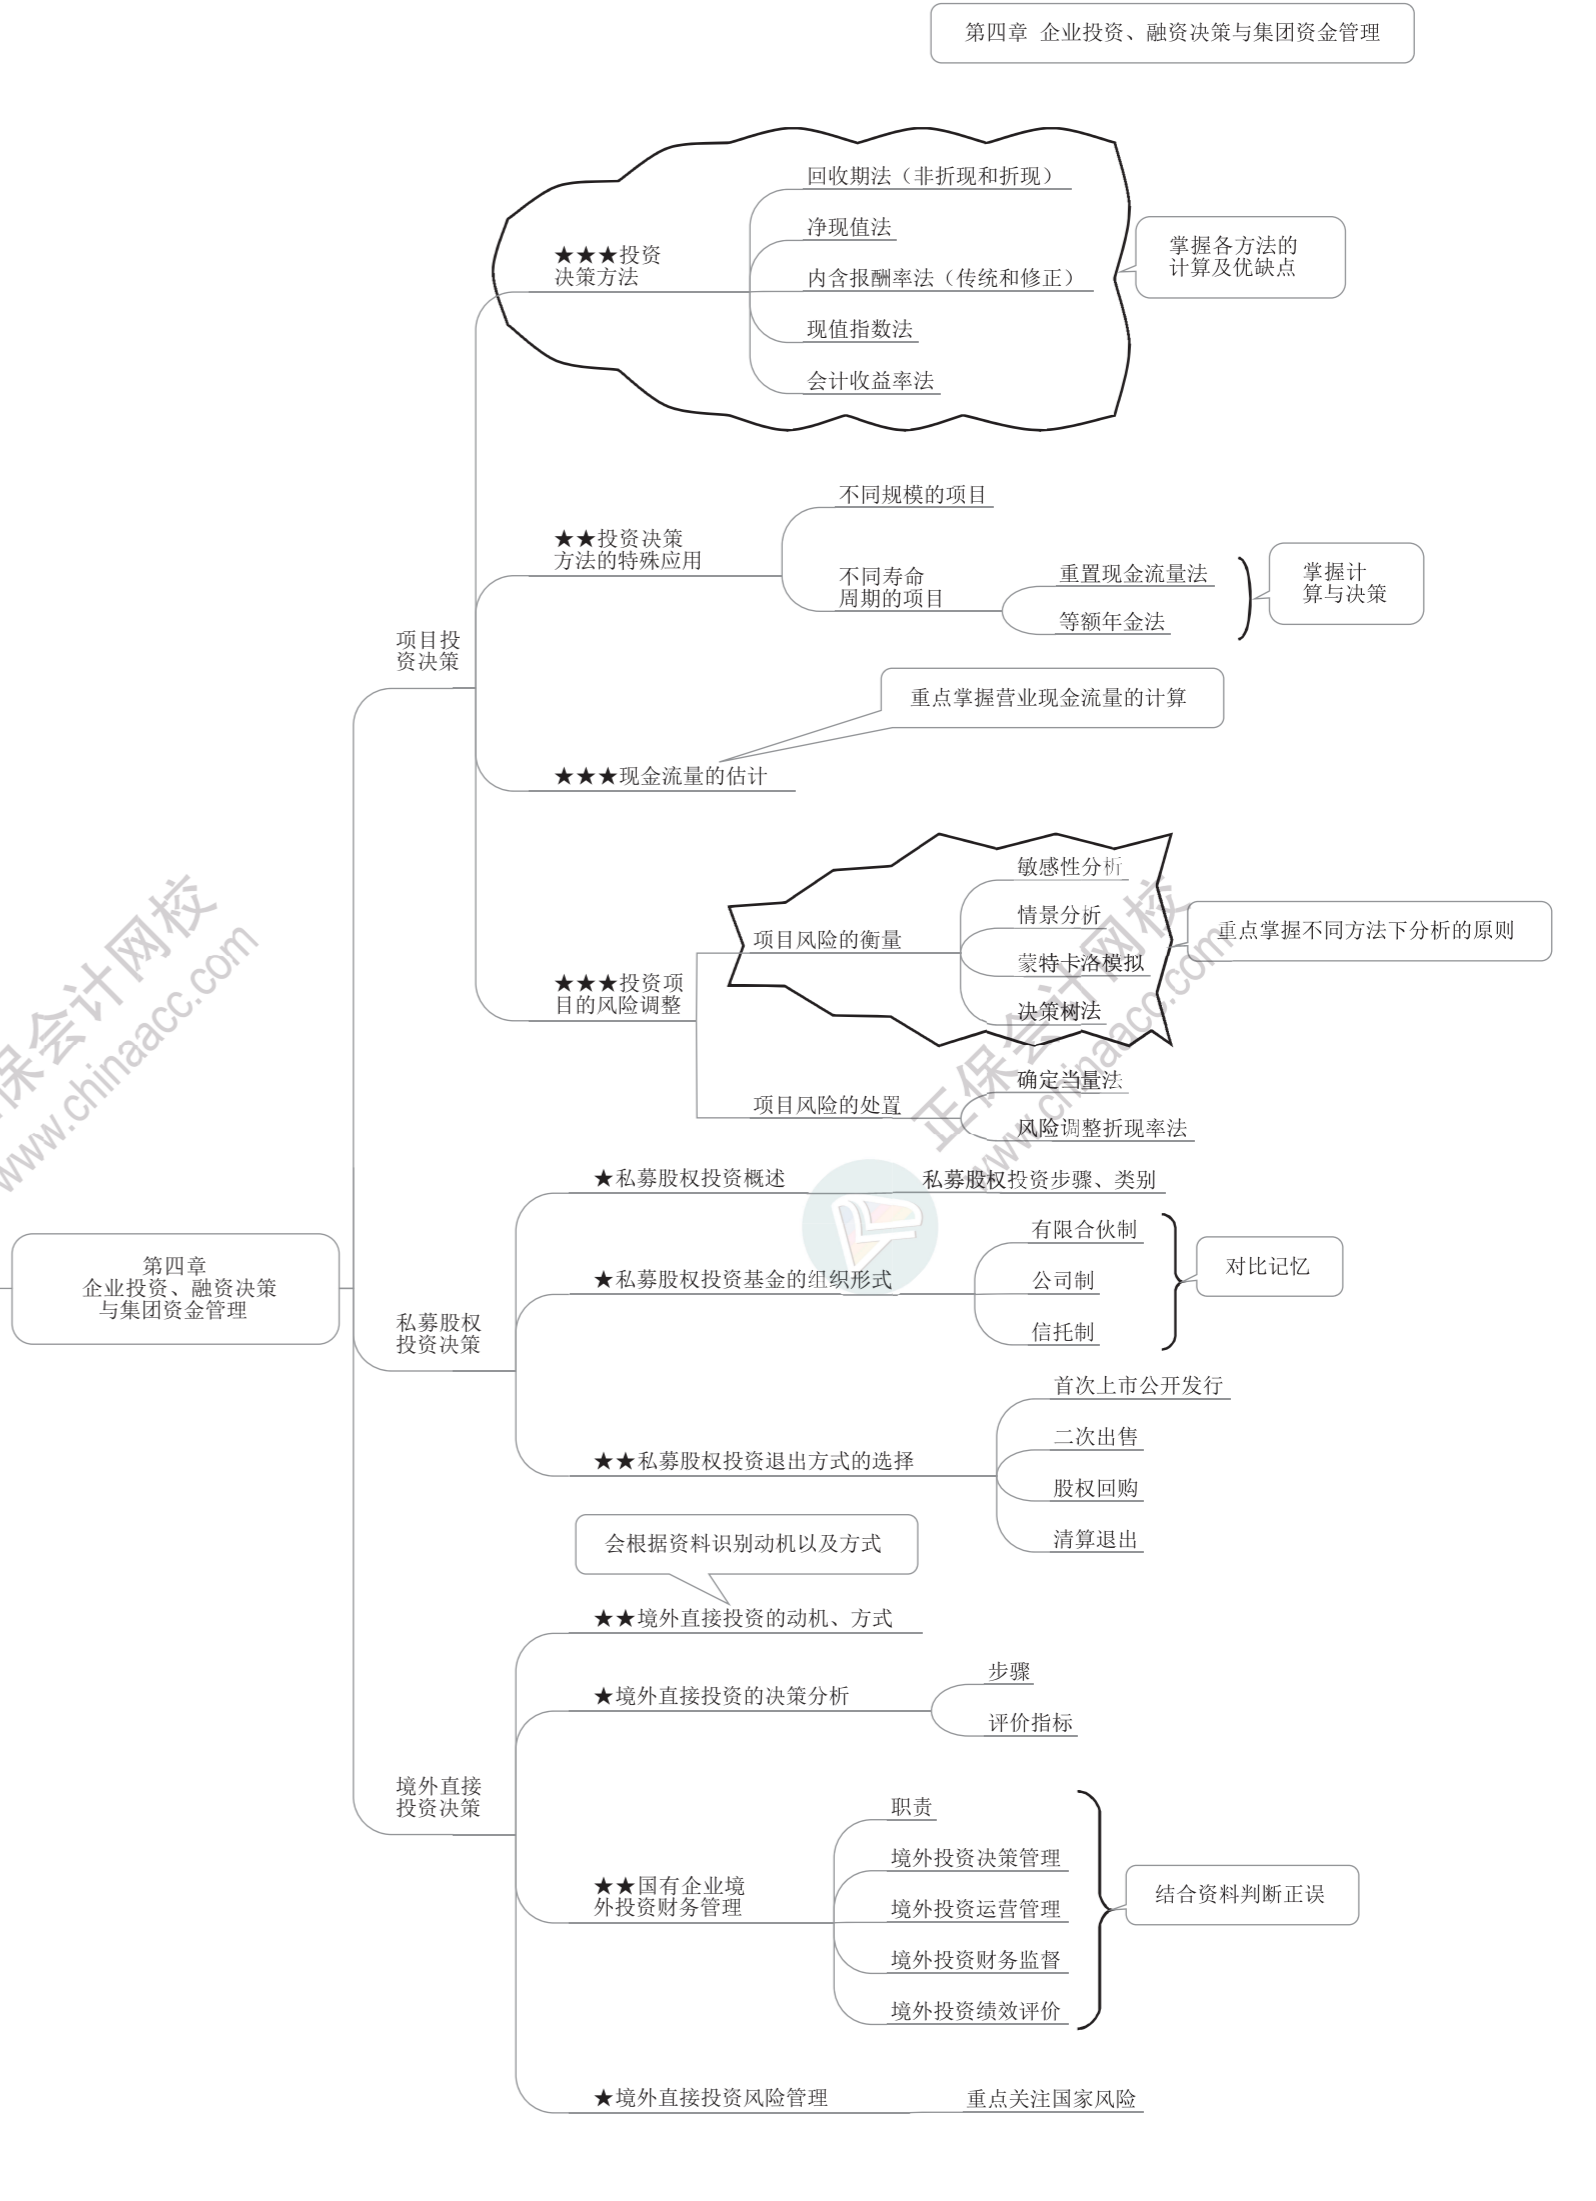 第四章 企业投资、融资决策与集团资金管理
回收期法（非折现和折现）
净现值法
★★★投资
决策方法
内含报酬率法（传统和修正）
现值指数法
会计收益率法
掌握各方法的
计算及优缺点
不同规模的项目
★★投资决策
方法的特殊应用
不同寿命
周期的项目
重置现金流量法
等额年金法
掌握计
算与决策
项目投
资决策
重点掌握营业现金流量的计算
★★★现金流量的估计
敏感性分析
情景分析
项目风险的衡量
蒙特卡洛模拟
决策树法
重点掌握不同方法下分析的原则
★★★投资项
目的风险调整
确定当量法
项目风险的处置
风险调整折现率法
★私募股权投资概述
私募股权投资步骤、类别
有限合伙制
★私募股权投资基金的组织形式
公司制
信托制
对比记忆
第四章
企业投资、融资决策
与集团资金管理
私募股权
投资决策
首次上市公开发行
二次出售
★★私募股权投资退出方式的选择
股权回购
清算退出
会根据资料识别动机以及方式
★★境外直接投资的动机、方式
步骤
★境外直接投资的决策分析
评价指标
境外直接
投资决策
职责
境外投资决策管理
★★国有企业境
外投资财务管理
境外投资运营管理
境外投资财务监督
境外投资绩效评价
结合资料判断正误
★境外直接投资风险管理
重点关注国家风险
保会计网校
www.chinaacc.com
正保会计网校
www.chinaacc.com